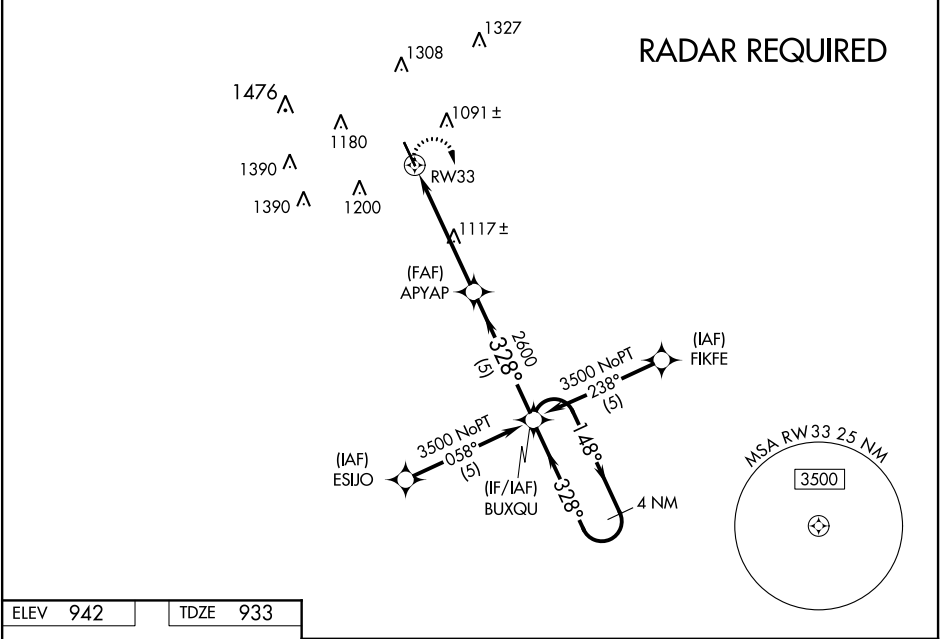 RADAR REQUIRED
1327
1308
1476
1091 ±
1180
1390
RW33
1390
1200
1117 ±
(FAF)
APYAP
2600
328°
(5)
(IAF)
FIKFE
3500 NoPT
238°
(5)
3500 NoPT
058°
(5)
(IAF)
ESIJO
(IF/IAF)
BUXQU
148°
328°
4 NM
MSA RW33 25 NM
3500
ELEV 942
TDZE 933